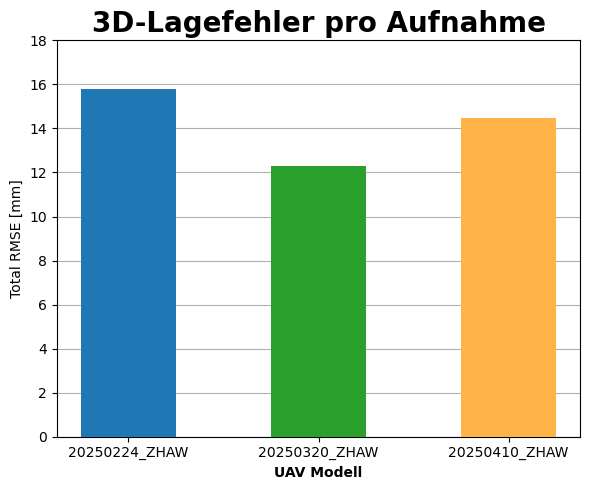 3D-Lagefehler pro Aufnahme
Total RMSE [mm]
18
16
14
12
10
8
6
4
2
0
20250224_ZHAW 20250320_ZHAW 20250410_ZHAW
UAV Modell